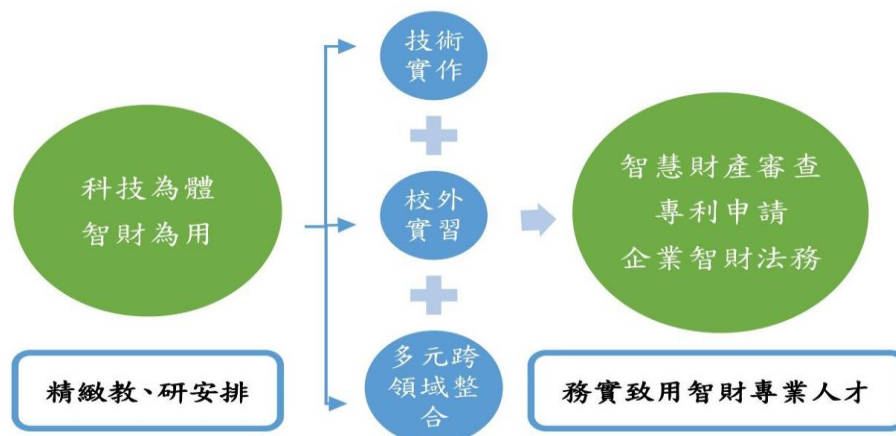 科技為體
智財為用
精緻教、研安排
技術
實作
校外
實習
多元跨
領域整
合
智慧財產審查
專利申請
企業智財法務
務實致用智財專業人才